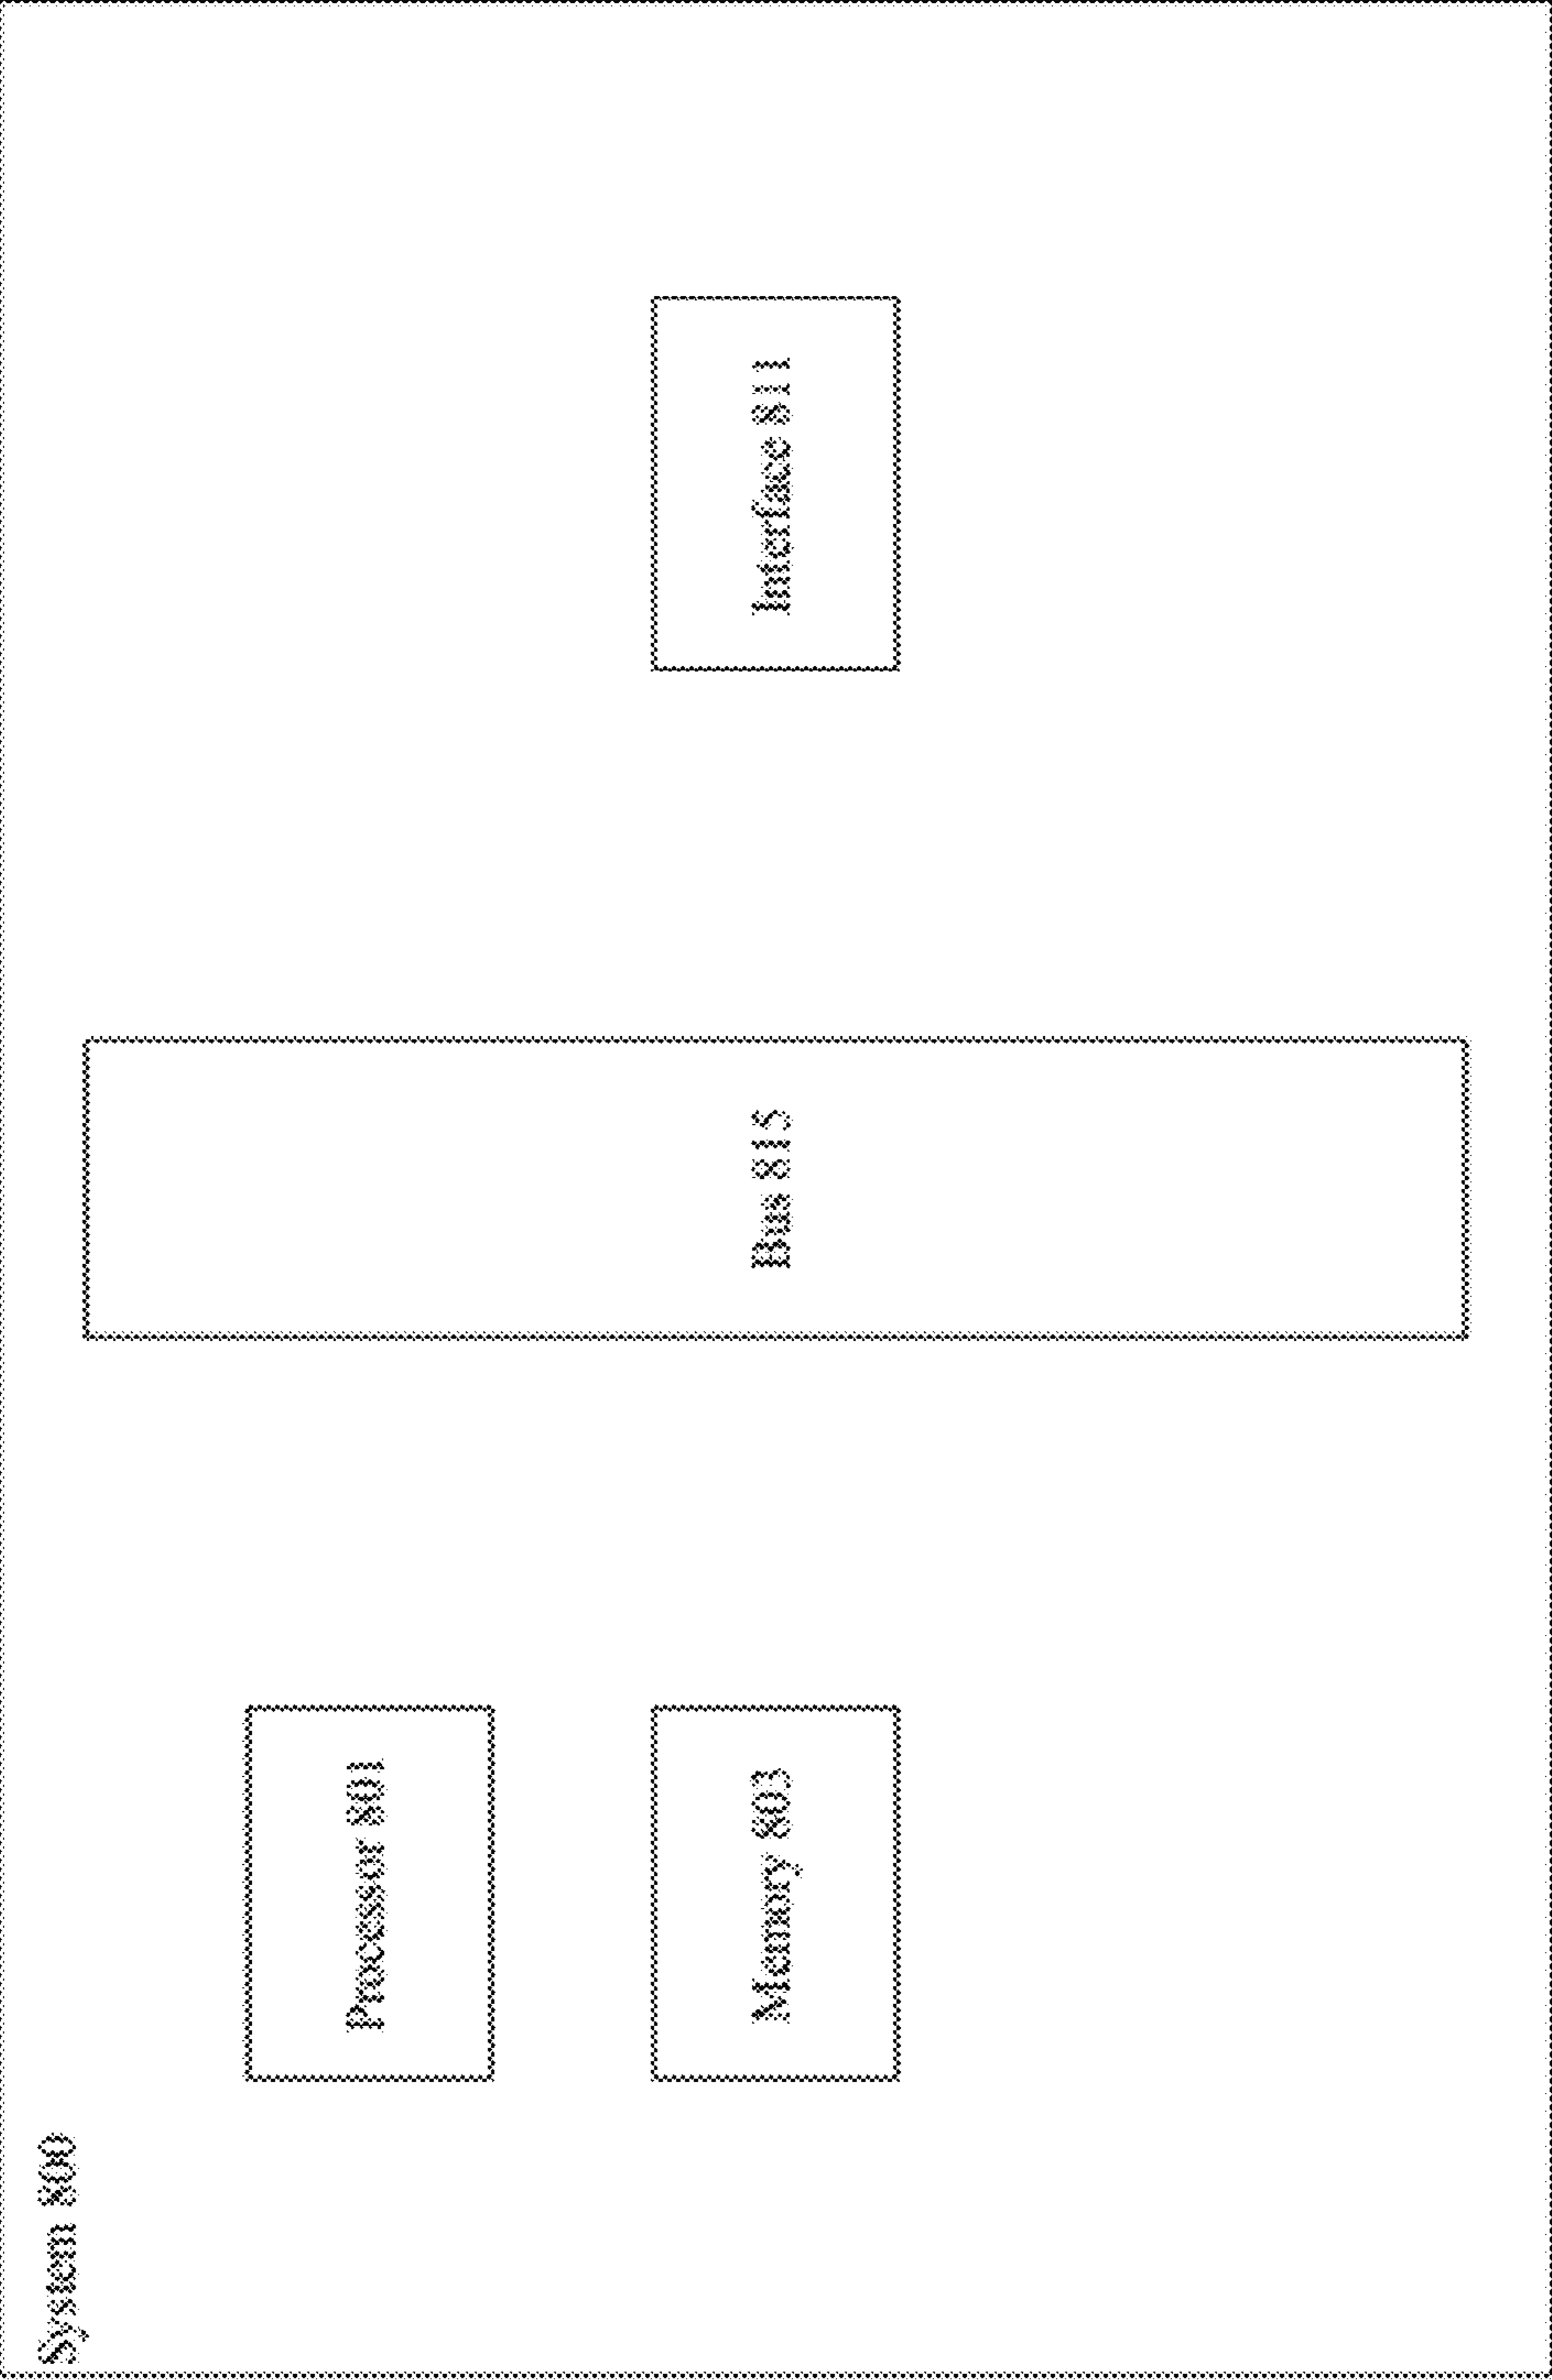 System 800
Processor 801
Memory 803
Bus 815
Interface 811